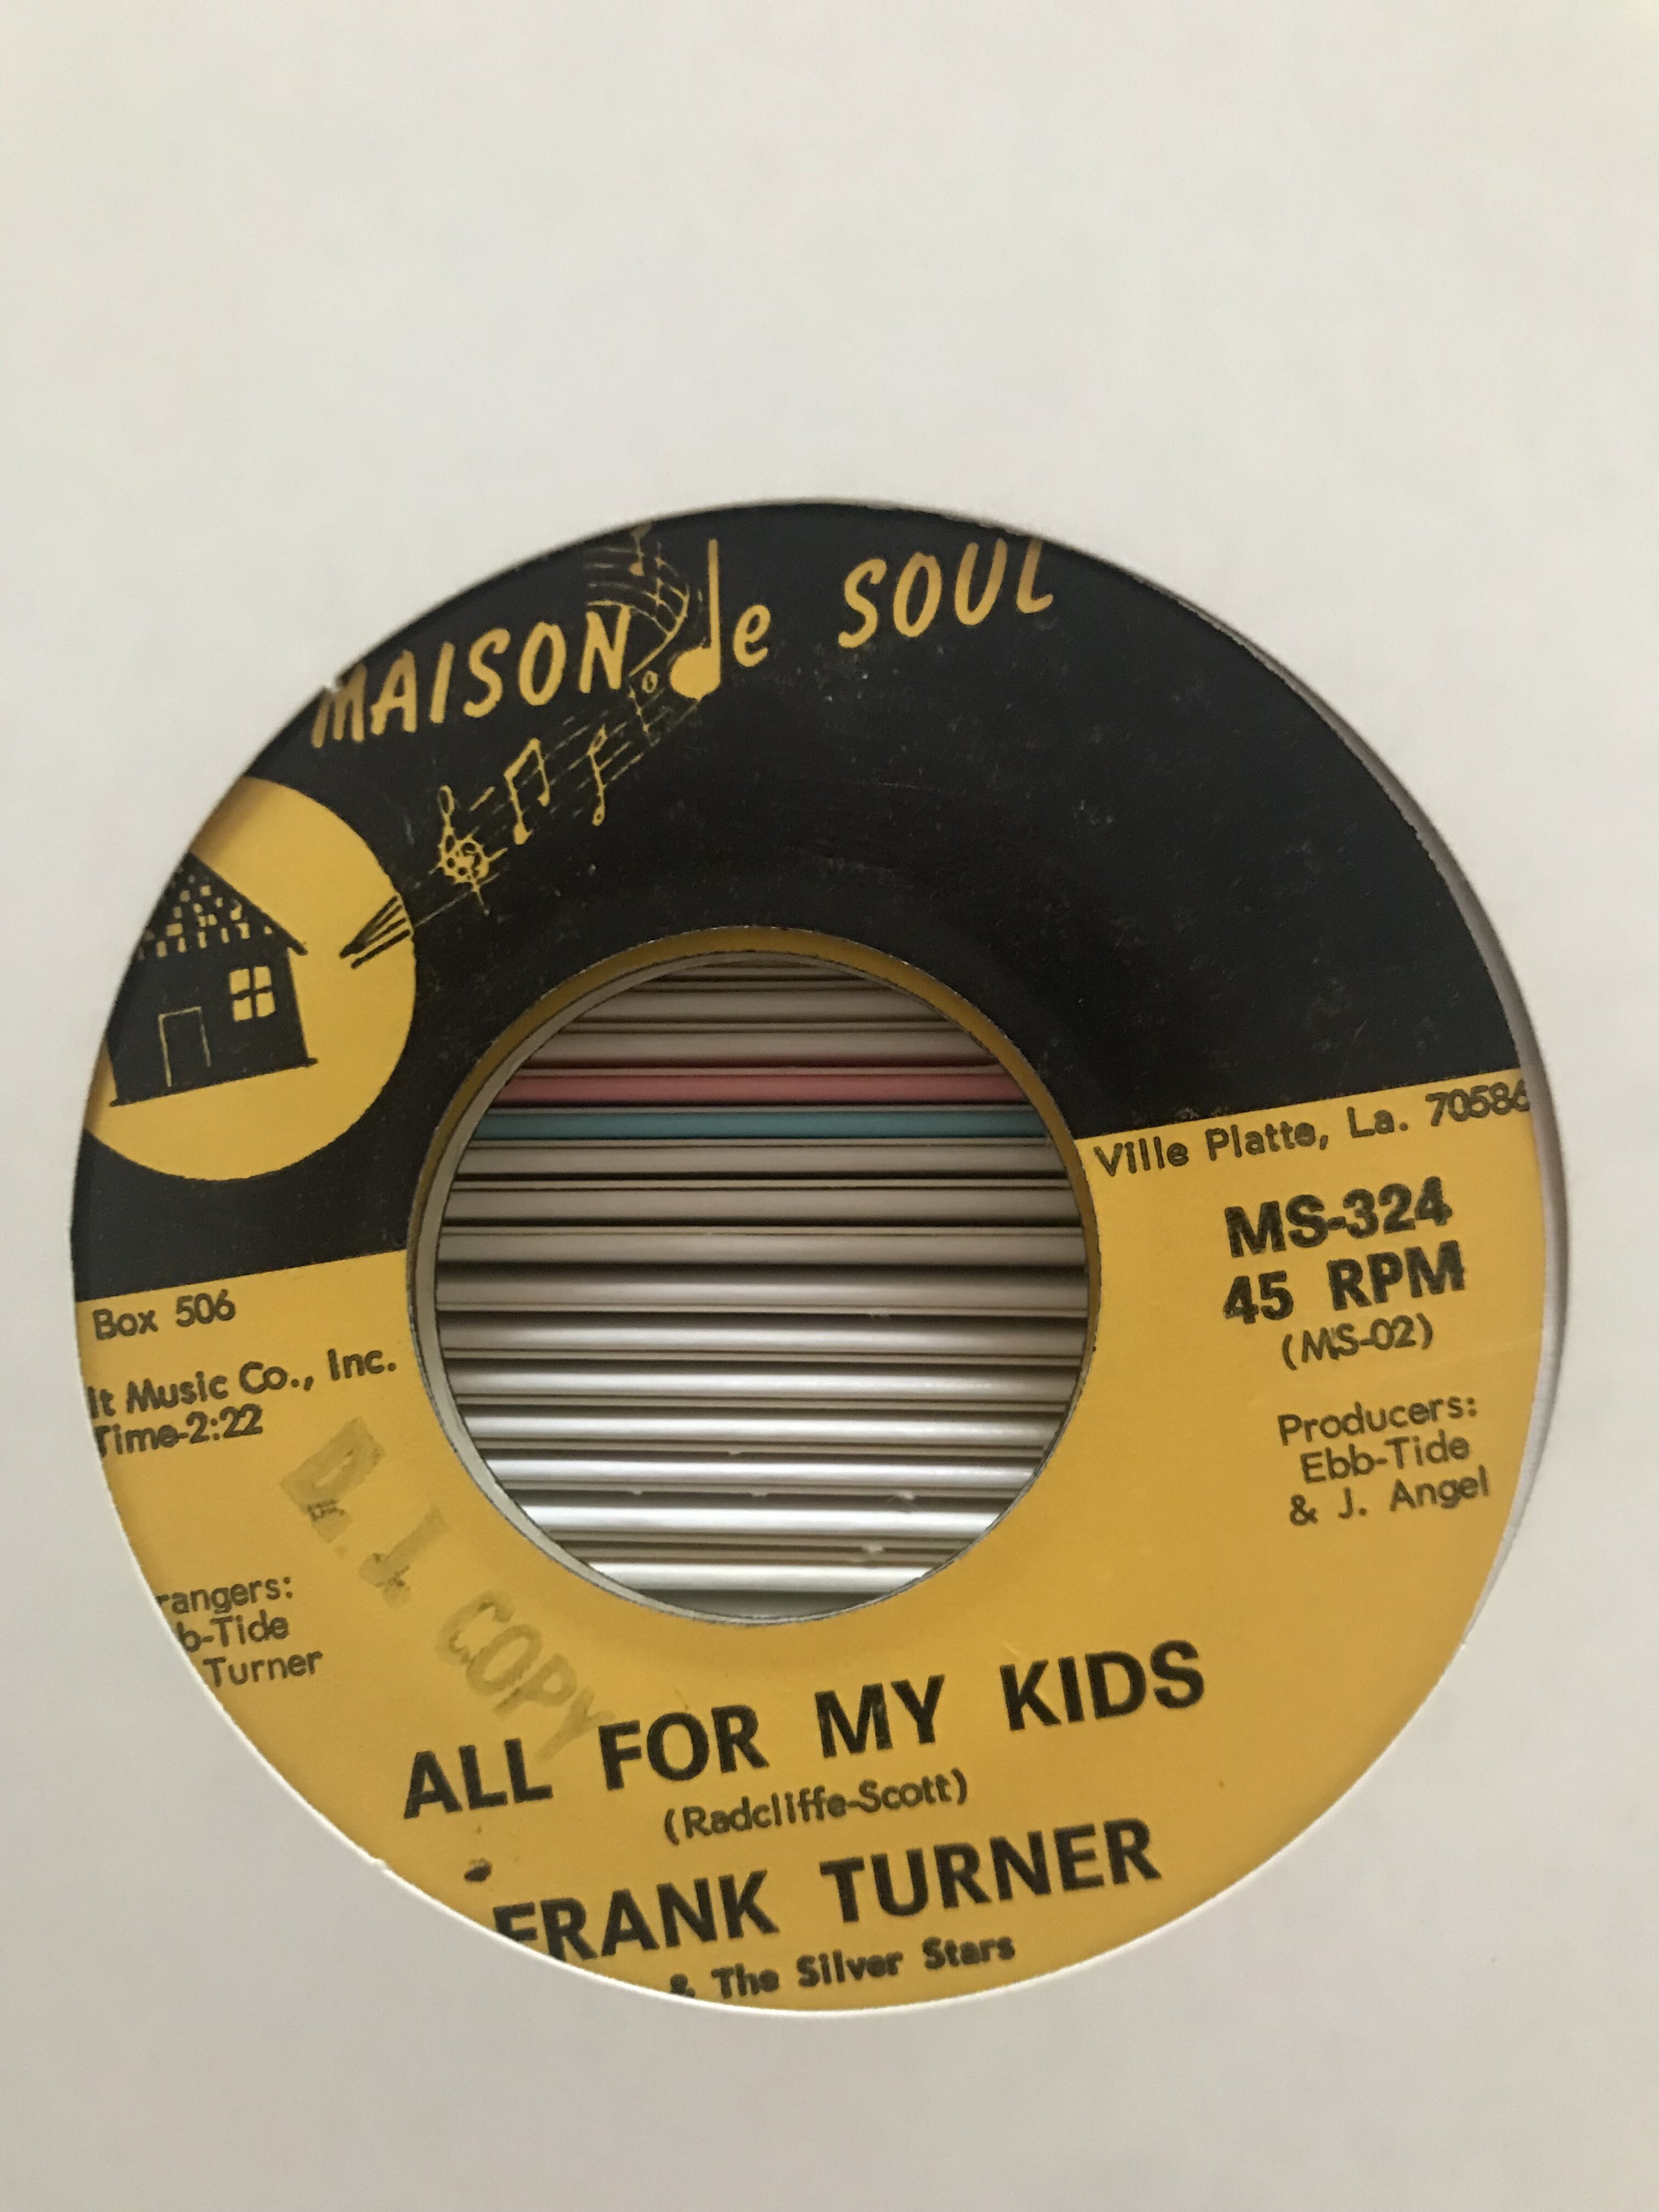 MAISON de SOUL
Box 506
Ville Platte, La. 70586
Music Co., Inc.
Time-2:22
MS-324
45 RPM
(MS-02)
Producers:
Ebb-Tide
& J. Angel
rangers:
b-Tide
Turner
D.J. COPY
ALL FOR MY KIDS
(Radcliffe-Scott)
FRANK TURNER
& The Silver Stars